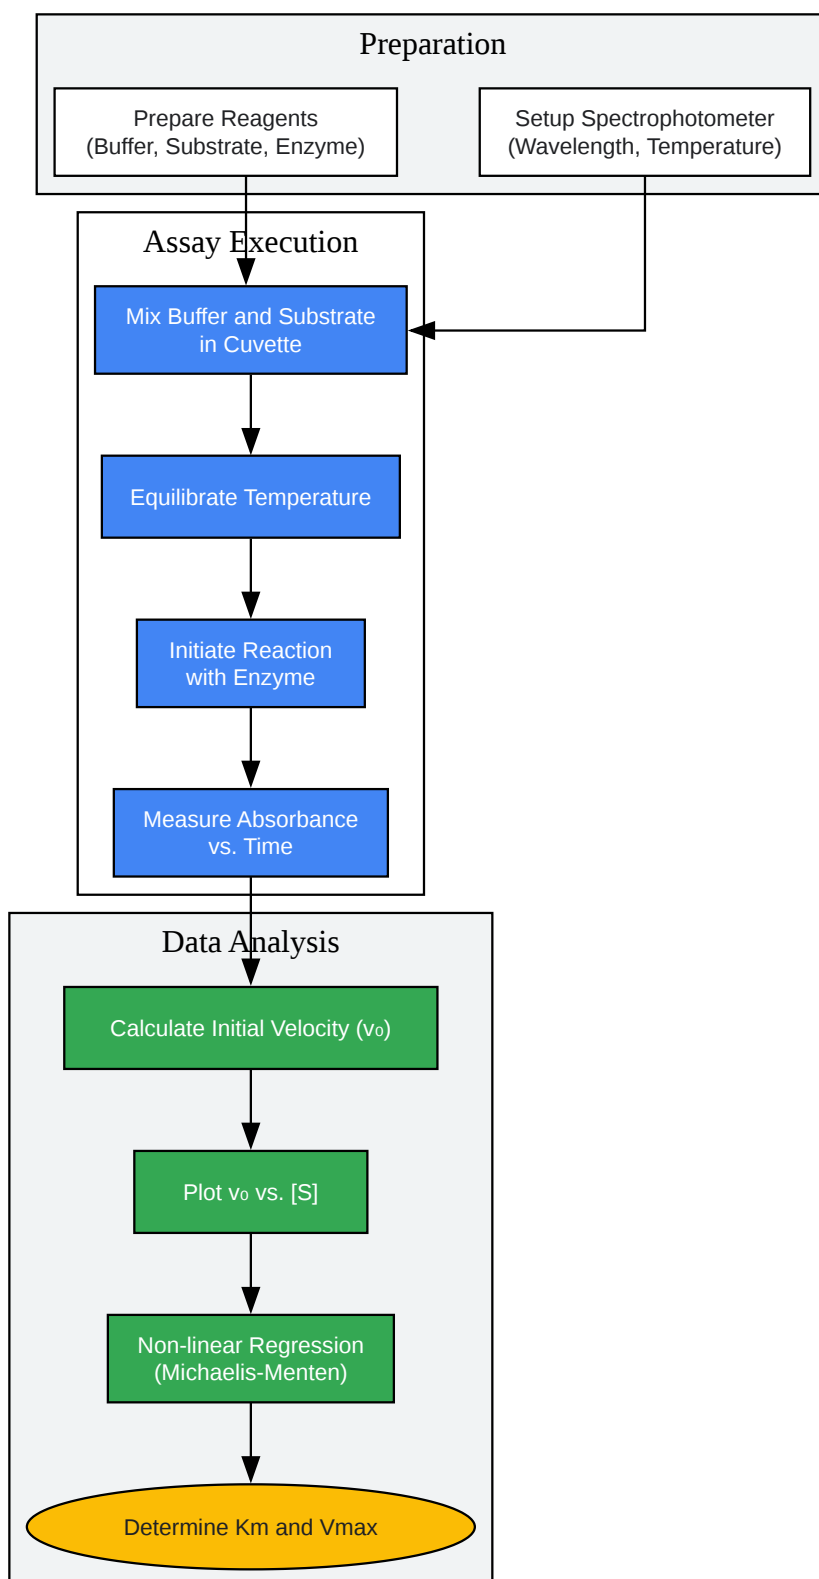 Preparation
Prepare Reagents
(Buffer, Substrate, Enzyme)
Setup Spectrophotometer
(Wavelength, Temperature)
Assay Execution
Mix Buffer and Substrate
in Cuvette
Equilibrate Temperature
Initiate Reaction
with Enzyme
Measure Absorbance
vs. Time
Data Analysis
Calculate Initial Velocity (v₀)
Plot v₀ vs. [S]
Non-linear Regression
(Michaelis-Menten)
Determine Km and Vmax